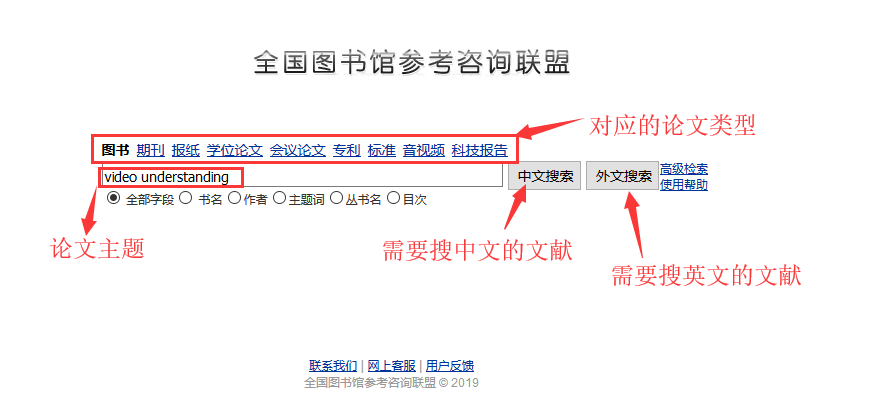 全国图书馆参考咨询联盟
对应的论文类型
图书 期刊 报纸 学位论文 会议论文 专利 标准 音视频 科技报告
video understanding 中文搜索 外文搜索 高级检索
使用帮助
全部字段 书名 作者 主题词 丛书名 目次
论文主题
需要搜中文的文献
需要搜英文的文献
联系我们 | 网上客服 | 用户反馈
全国图书馆参考咨询联盟 © 2019